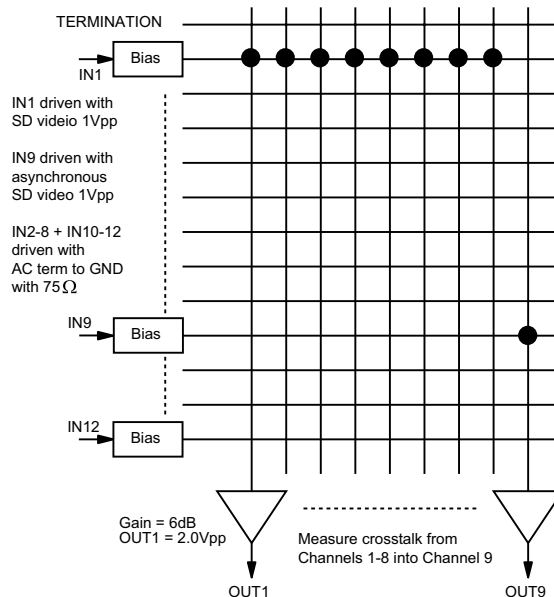 TERMINATION
Bias
IN1
IN1 driven with
SD videio 1Vpp
IN9 driven with
asynchronous
SD video 1Vpp
IN2-8 + IN10-12
driven with
AC term to GND
with 75Ω
IN9
Bias
IN12
Bias
Gain = 6dB
OUT1 = 2.0Vpp
Measure crosstalk from
Channels 1-8 into Channel 9
OUT1
OUT9